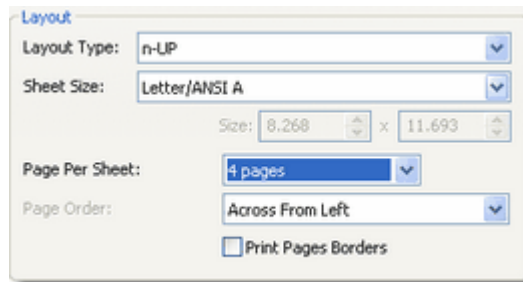 Layout
Layout Type: n-UP
Sheet Size: Letter/ANSI A
Size: 8.268 x 11.693
Page Per Sheet: 4 pages
Page Order: Across From Left
Print Pages Borders